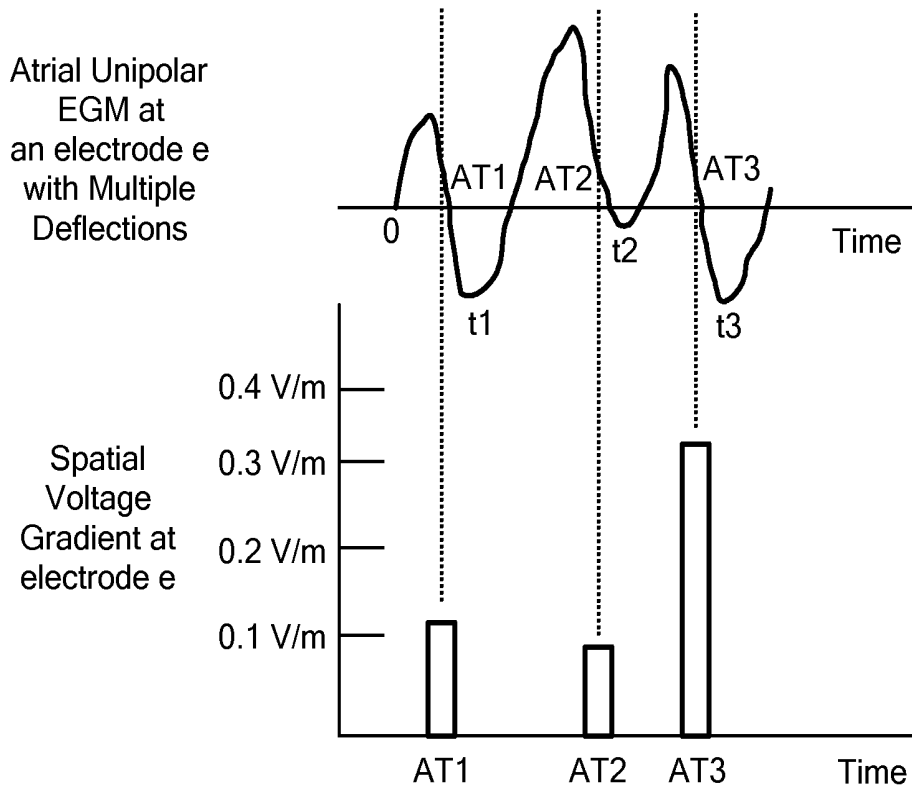 Atrial Unipolar
EGM at
an electrode e
with Multiple
Deflections
AT1
AT2
AT3
0
t1
t2
t3
Time
0.4 V/m
0.3 V/m
0.2 V/m
0.1 V/m
Spatial
Voltage
Gradient at
electrode e
AT1
AT2
AT3
Time